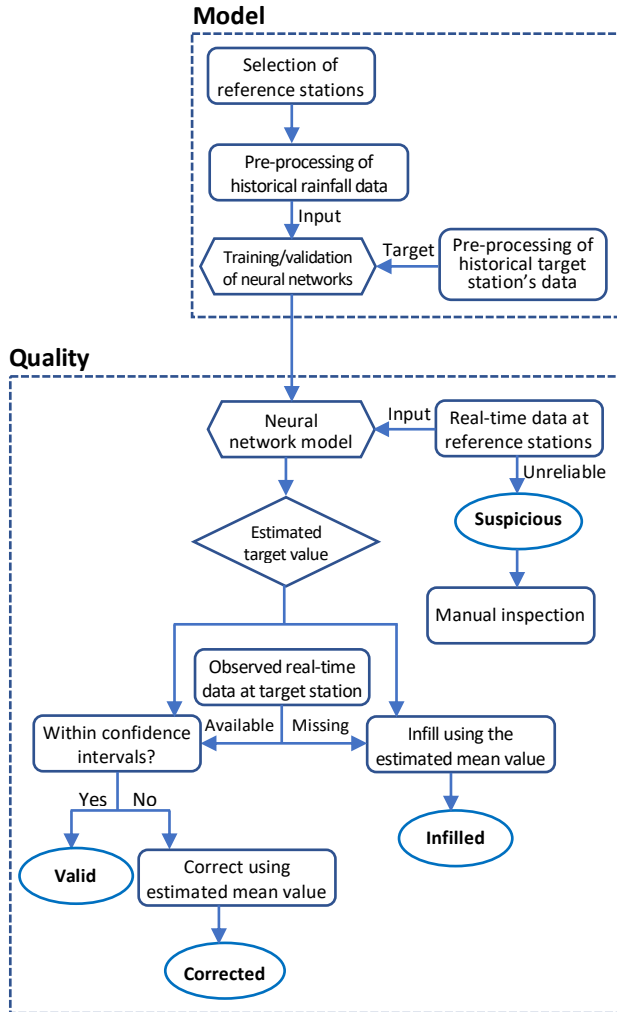 Model
Selection of
reference stations
Pre-processing of
historical rainfall data
Input
Training/validation
of neural networks
Target
Pre-processing of
historical target
station's data
Quality
Neural
network model
Input
Real-time data at
reference stations
Unreliable
Suspicious
Manual inspection
Estimated
target value
Observed real-time
data at target station
Available
Missing
Within confidence
intervals?
Infill using the
estimated mean value
Yes
No
Infilled
Valid
Correct using
estimated mean value
Corrected